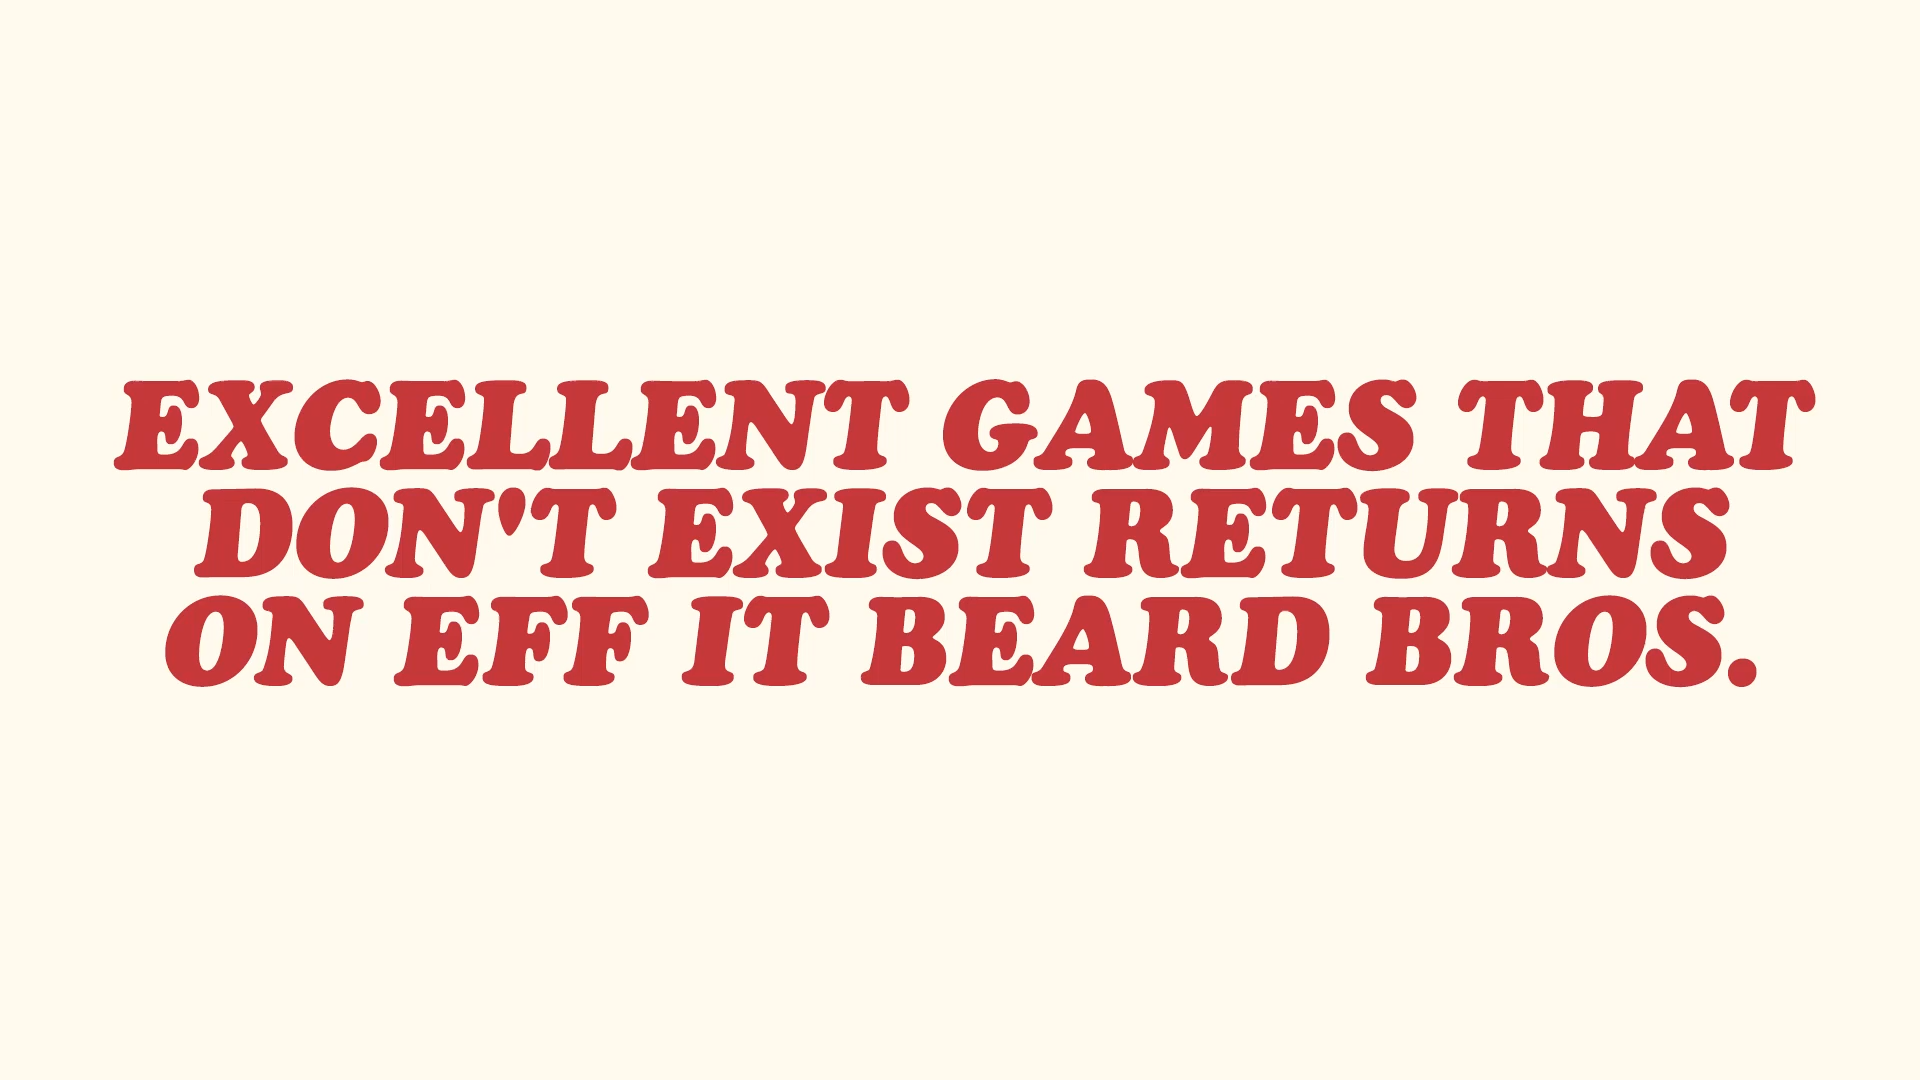 EXCELLENT GAMES THAT
DON'T EXIST RETURNS
ON EFF IT BEARD BROS.